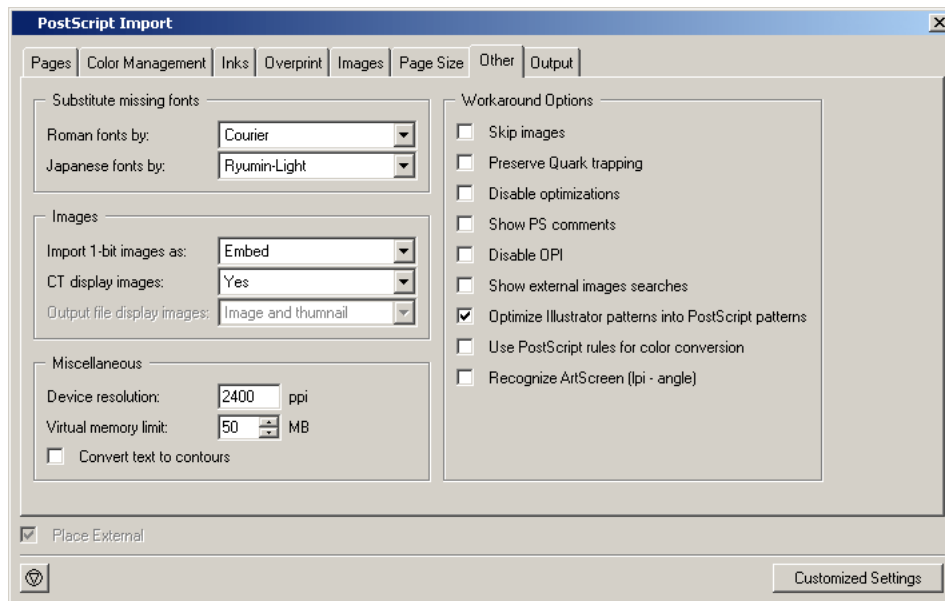 PostScript Import
Pages Color Management Inks Overprint Images Page Size Other Output
Substitute missing fonts
Roman fonts by: Courier
Japanese fonts by: Ryumin-Light
Images
Import 1-bit images as: Embed
CT display images: Yes
Output file display images: Image and thumnail
Miscellaneous
Device resolution: 2400 ppi
Virtual memory limit: 50 MB
Convert text to contours
Workaround Options
Skip images
Preserve Quark trapping
Disable optimizations
Show PS comments
Disable OPI
Show external images searches
Optimize Illustrator patterns into PostScript patterns
Use PostScript rules for color conversion
Recognize ArtScreen (lpi - angle)
Place External
Customized Settings